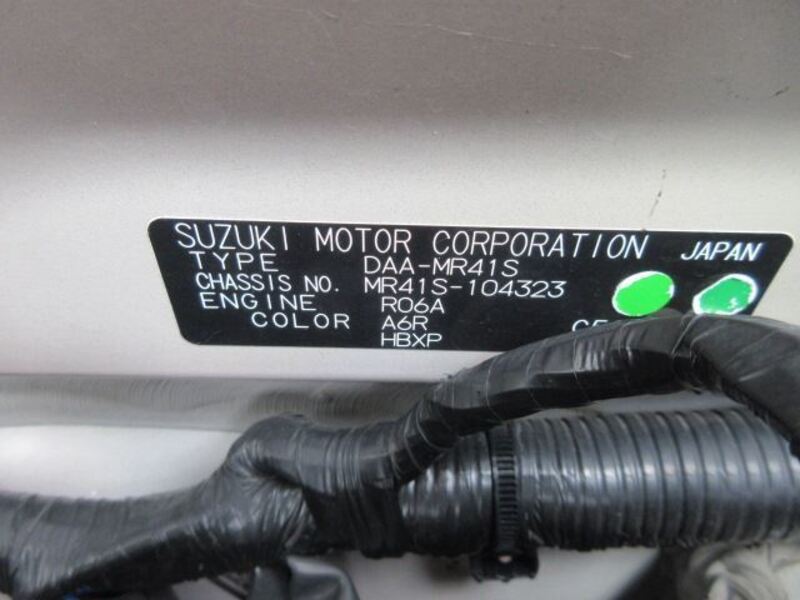 SUZUKI MOTOR CORPORATION JAPAN
TYPE DAA-MR41S
CHASSIS NO. MR41S-104323
ENGINE R06A
COLOR A6R
HBXP